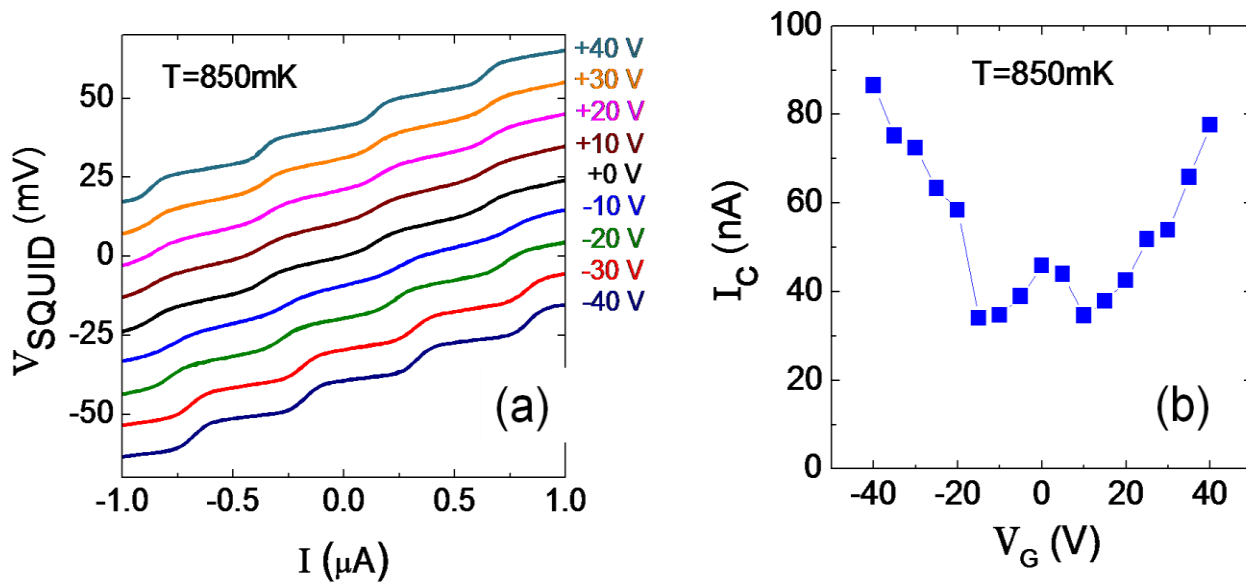 T=850mK
V_SQUID (mV)
50
25
0
-25
-50
-1.0
-0.5
0.0
0.5
1.0
I (μA)
+40 V
+30 V
+20 V
+10 V
+0 V
-10 V
-20 V
-30 V
-40 V
(a)
T=850mK
I_C (nA)
100
80
60
40
20
0
-40
-20
0
20
40
V_G (V)
(b)